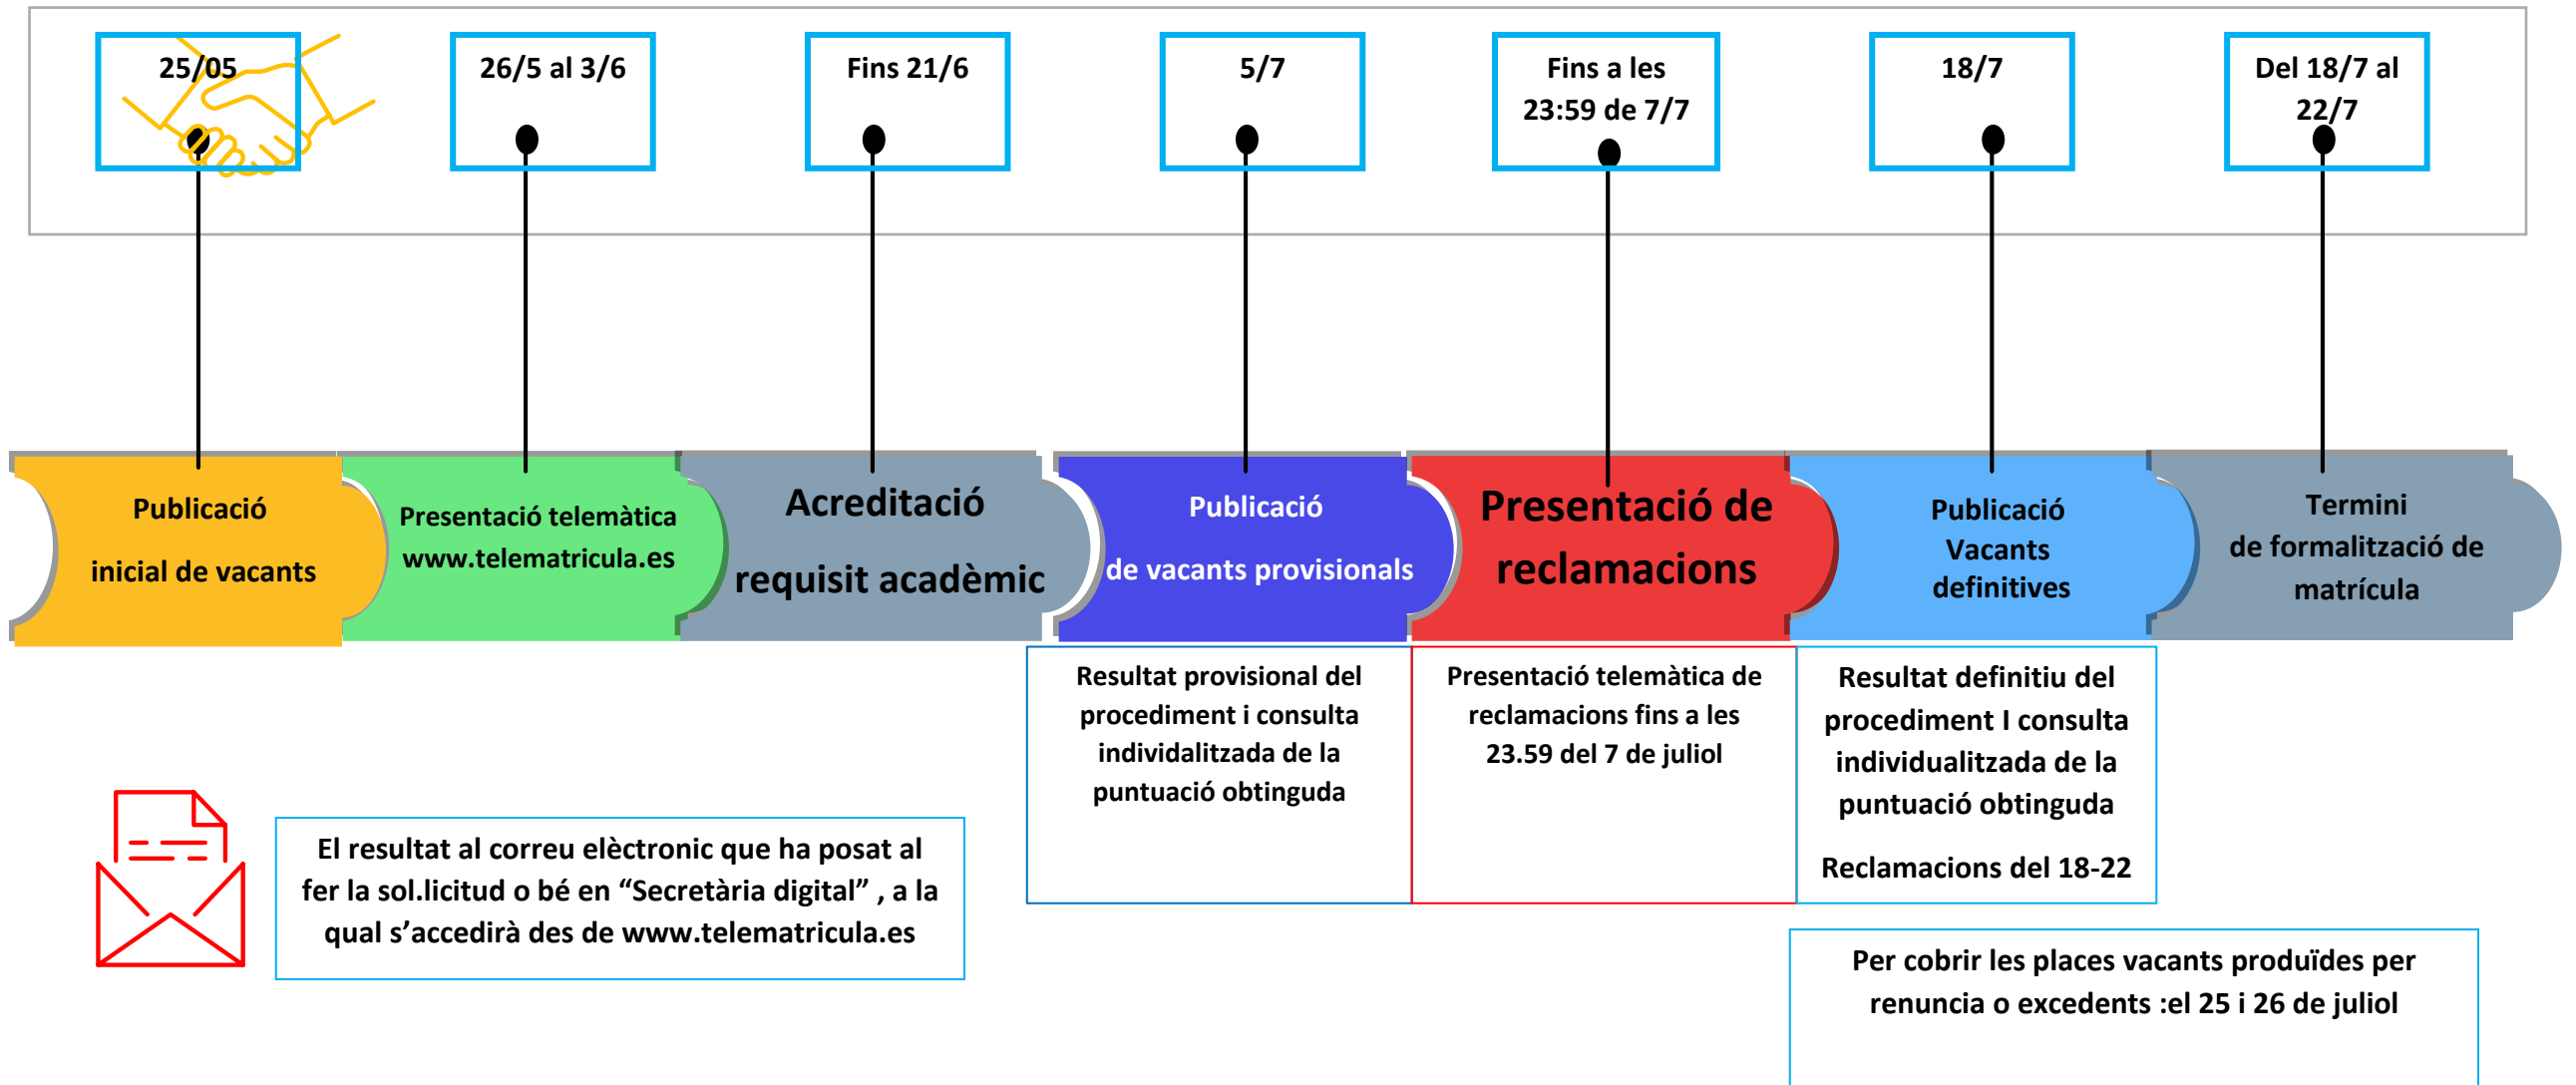 25/05
26/5 al 3/6
Fins 21/6
5/7
Fins a les
23:59 de 7/7
18/7
Del 18/7 al
22/7
Publicació
inicial de vacants
Presentació telemàtica
www.telematricula.es
Acreditació
requisit acadèmic
Publicació
de vacants provisionals
Presentació de
reclamacions
Publicació
Vacants
definitives
Termini
de formalització de
matrícula
Resultat provisional del
procediment i consulta
individalitzada de la
puntuació obtinguda
Presentació telemàtica de
reclamacions fins a les
23.59 del 7 de juliol
Resultat definitiu del
procediment I consulta
individualitzada de la
puntuació obtinguda
Reclamacions del 18-22
El resultat al correu elèctronic que ha posat al
fer la sol.licitud o bé en “Secretària digital” , a la
qual s’accedirà des de www.telematricula.es
Per cobrir les places vacants produïdes per
renuncia o excedents :el 25 i 26 de juliol